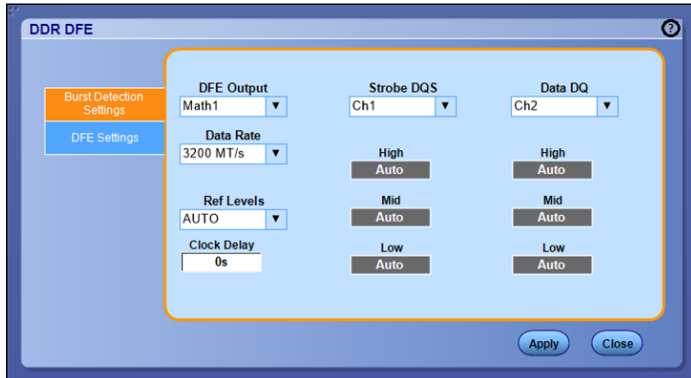 DDR DFE
?
Burst Detection
Settings
DFE Settings
DFE Output
Math1
Strobe DQS
Ch1
Data DQ
Ch2
Data Rate
3200 MT/s
High
Auto
High
Auto
Ref Levels
AUTO
Mid
Auto
Mid
Auto
Clock Delay
0s
Low
Auto
Low
Auto
Apply
Close